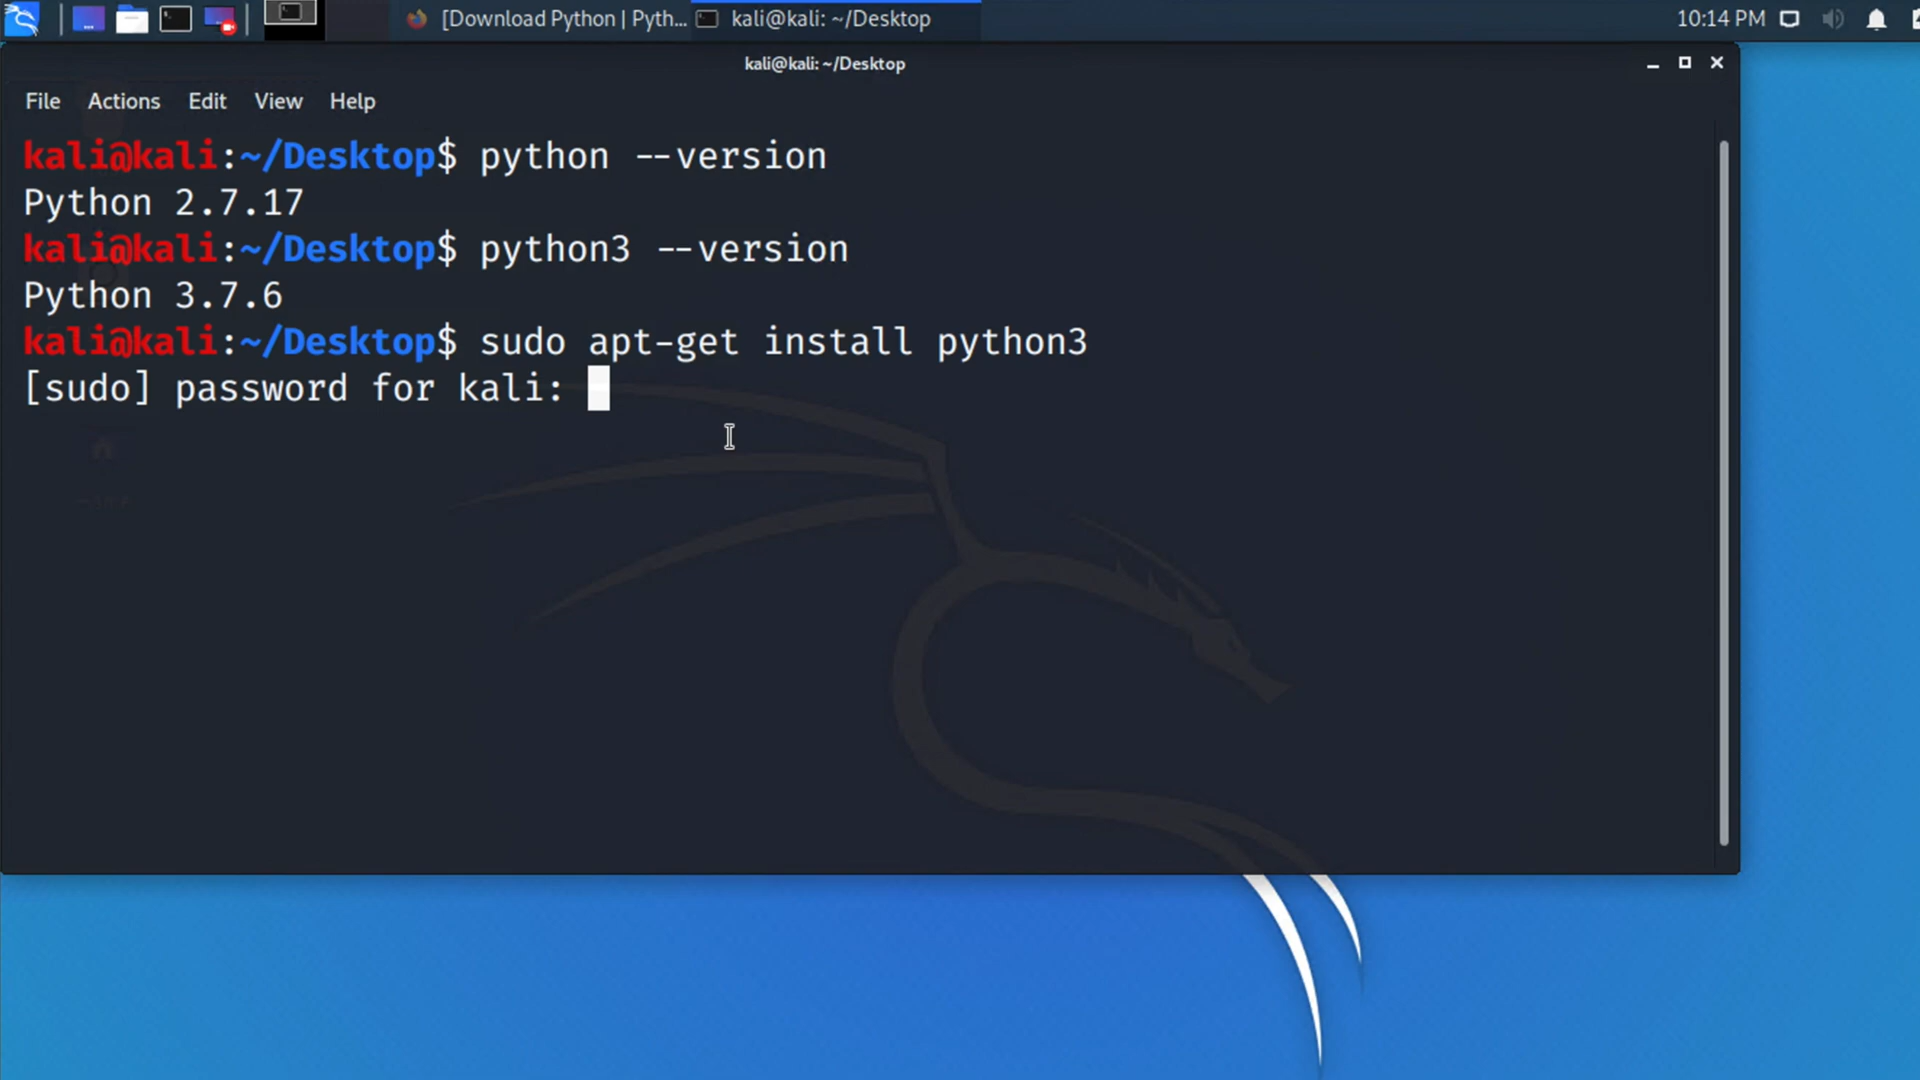 [Download Python | Pyth...
kali@kali: ~/Desktop
10:14 PM
kali@kali: ~/Desktop
File Actions Edit View Help
kali@kali:~/Desktop$ python --version
Python 2.7.17
kali@kali:~/Desktop$ python3 --version
Python 3.7.6
kali@kali:~/Desktop$ sudo apt-get install python3
[sudo] password for kali: